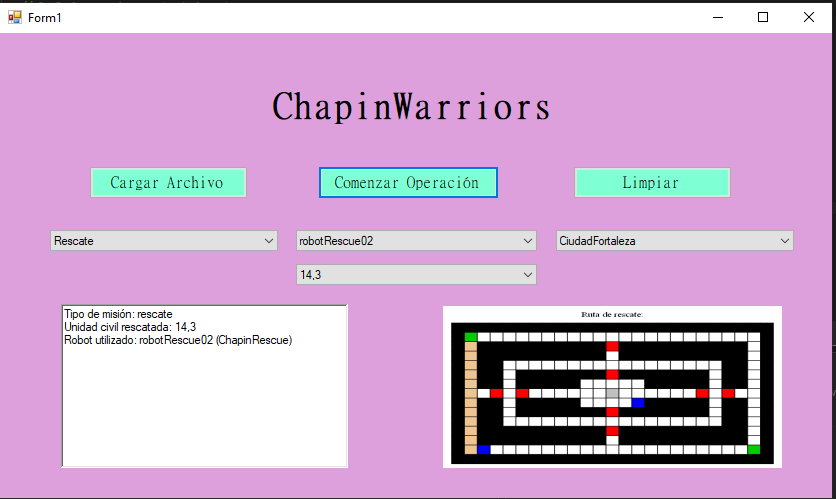 Form1
ChapinWarriors
Cargar Archivo
Comenzar Operación
Limpiar
Rescate
robotRescue02
CiudadFortaleza
14,3
Tipo de misión: rescate
Unidad civil rescatada: 14,3
Robot utilizado: robotRescue02 (ChapinRescue)
Ruta de rescate: